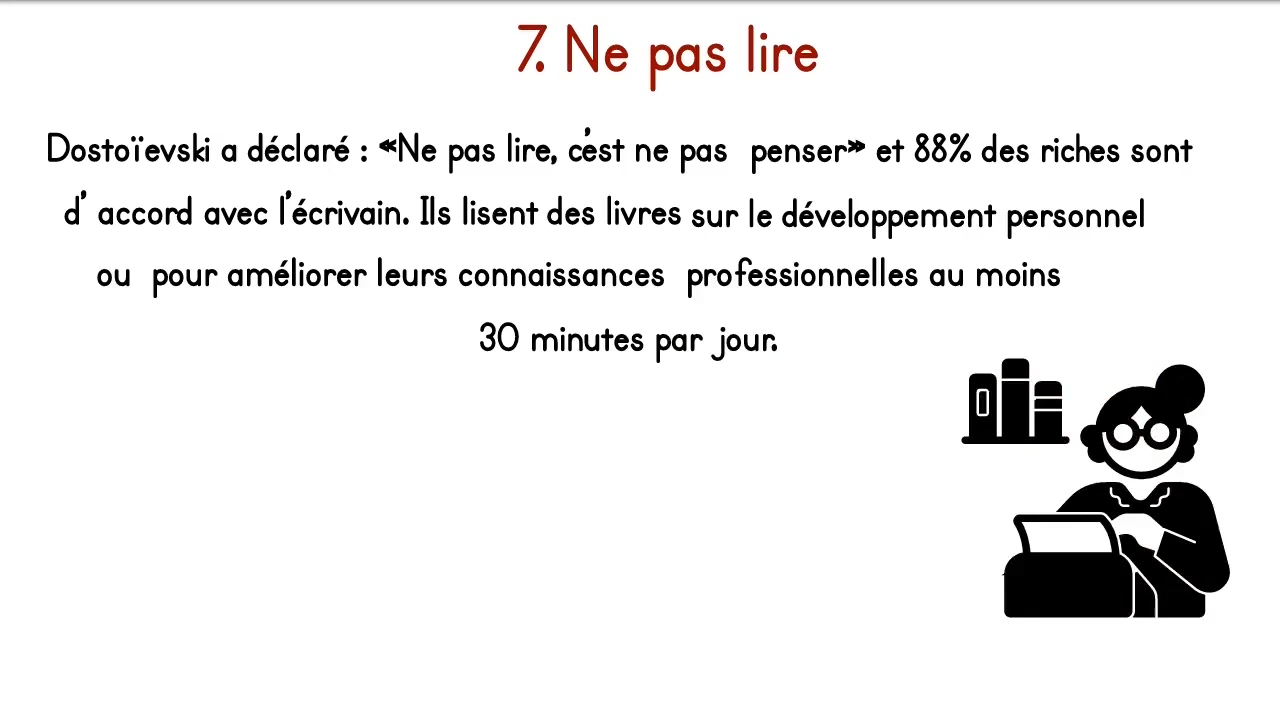 7. Ne pas lire
Dostoïevski a déclaré : «Ne pas lire, c'est ne pas penser» et 88% des riches sont
d' accord avec l'écrivain. Ils lisent des livres sur le développement personnel
ou pour améliorer leurs connaissances professionnelles au moins
30 minutes par jour.